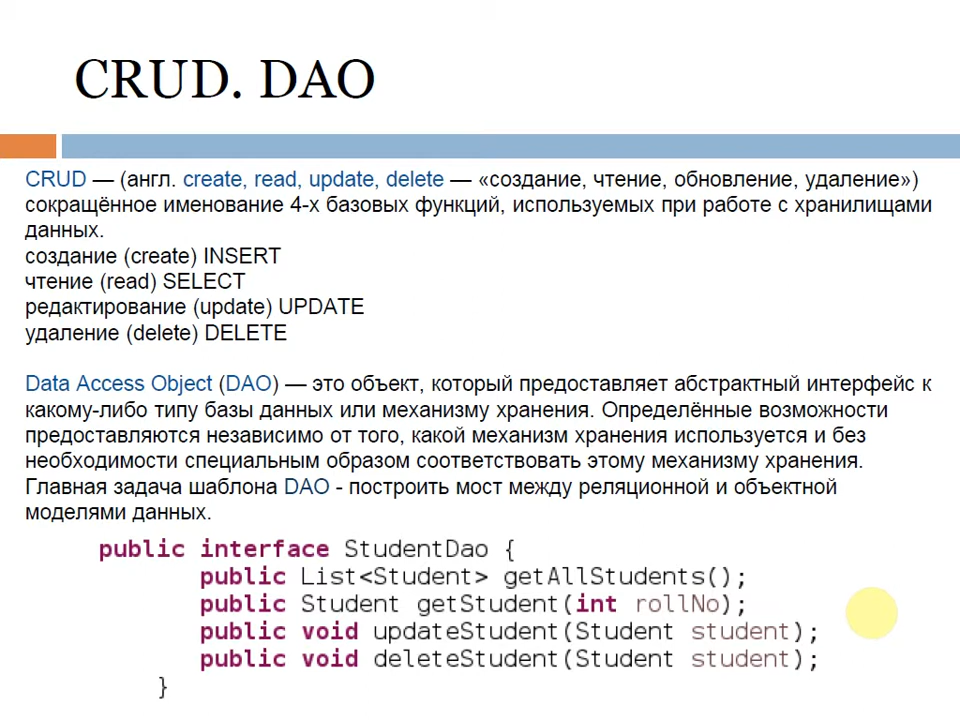 CRUD. DAO
CRUD — (англ. create, read, update, delete — «создание, чтение, обновление, удаление»)
сокращённое именование 4-х базовых функций, используемых при работе с хранилищами
данных.
создание (create) INSERT
чтение (read) SELECT
редактирование (update) UPDATE
удаление (delete) DELETE
Data Access Object (DAO) — это объект, который предоставляет абстрактный интерфейс к
какому-либо типу базы данных или механизму хранения. Определённые возможности
предоставляются независимо от того, какой механизм хранения используется и без
необходимости специальным образом соответствовать этому механизму хранения.
Главная задача шаблона DAO - построить мост между реляционной и объектной
моделями данных.
public interface StudentDao {
public List<Student> getAllStudents();
public Student getStudent(int rollNo);
public void updateStudent(Student student);
public void deleteStudent(Student student);
}